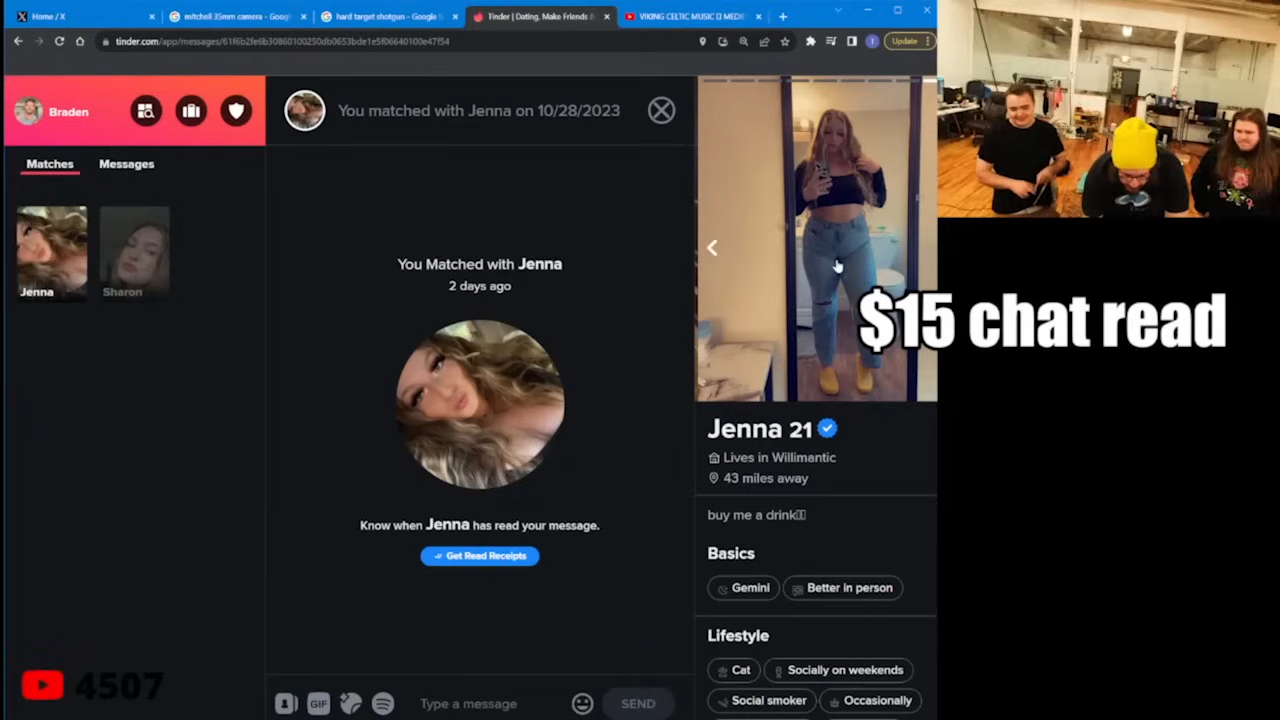 Home / X
mitchell 35mm camera - Goog
hard target shotgun - Google S
Tinder | Dating, Make Friends &
VIKING CELTIC MUSIC
MEDI
tinder.com/app/messages/61f6b2fe6b30860100250db0653bde1e5f06640100e47f54
T
Update
Braden
You matched with Jenna on 10/28/2023
Matches
Messages
Jenna
Sharon
You Matched with Jenna
2 days ago
Know when Jenna has read your message.
Get Read Receipts
GIF
Type a message
SEND
4507
$15 chat read
Jenna 21
Lives in Willimantic
43 miles away
buy me a drink
Basics
Gemini
Better in person
Lifestyle
Cat
Socially on weekends
Social smoker
Occasionally